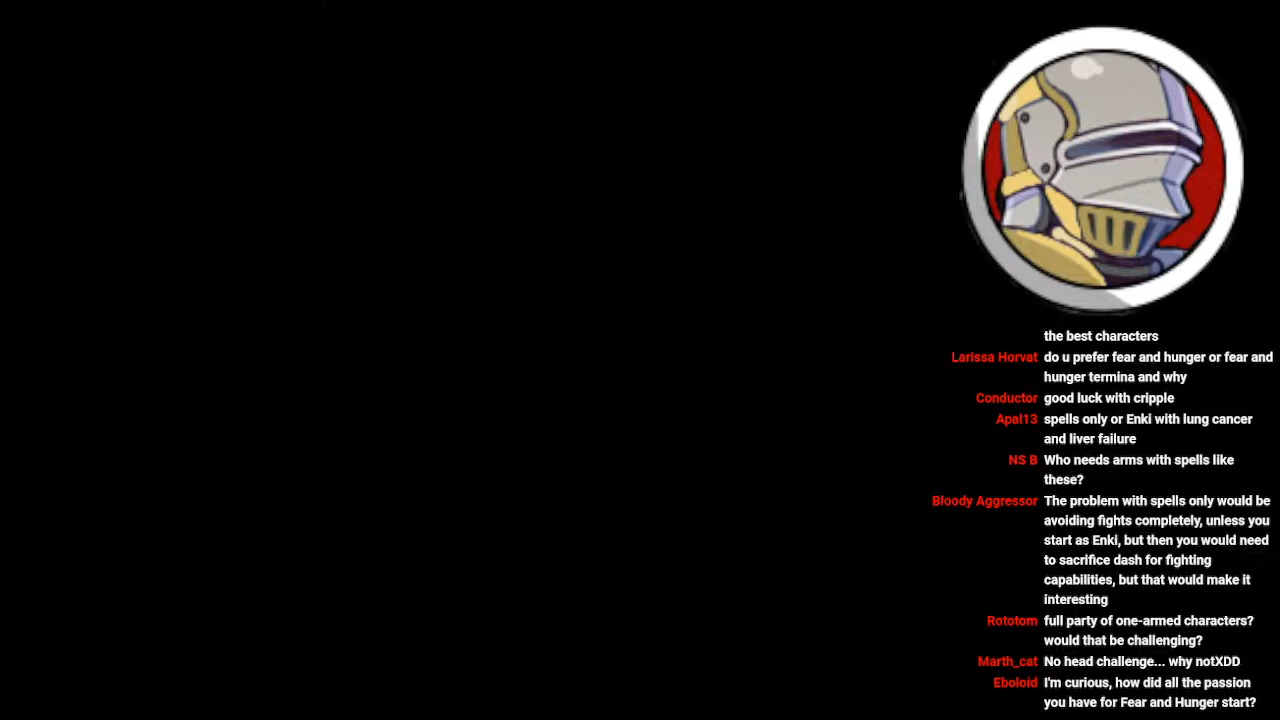 the best characters
Larissa Horvat do u prefer fear and hunger or fear and
hunger termina and why
Conductor good luck with cripple
Apal13 spells only or Enki with lung cancer
and liver failure
NS B Who needs arms with spells like
these?
Bloody Aggressor The problem with spells only would be
avoiding fights completely, unless you
start as Enki, but then you would need
to sacrifice dash for fighting
capabilities, but that would make it
interesting
Rototom full party of one-armed characters?
would that be challenging?
Marth_cat No head challenge... why notXDD
Eboloid I'm curious, how did all the passion
you have for Fear and Hunger start?